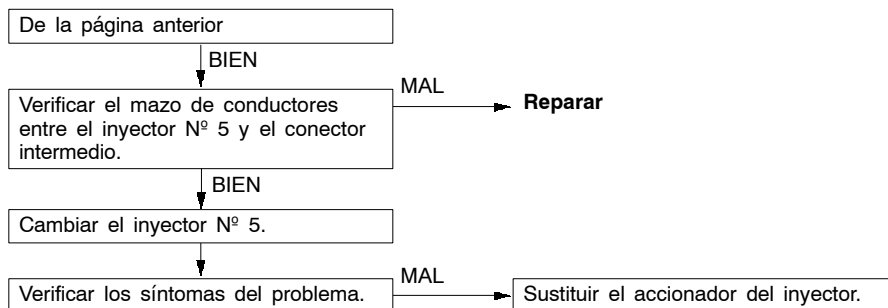 De la página anterior
BIEN
Verificar el mazo de conductores
entre el inyector Nº 5 y el conector
intermedio.
MAL
Reparar
BIEN
Cambiar el inyector Nº 5.
Verificar los síntomas del problema.
MAL
Sustituir el accionador del inyector.